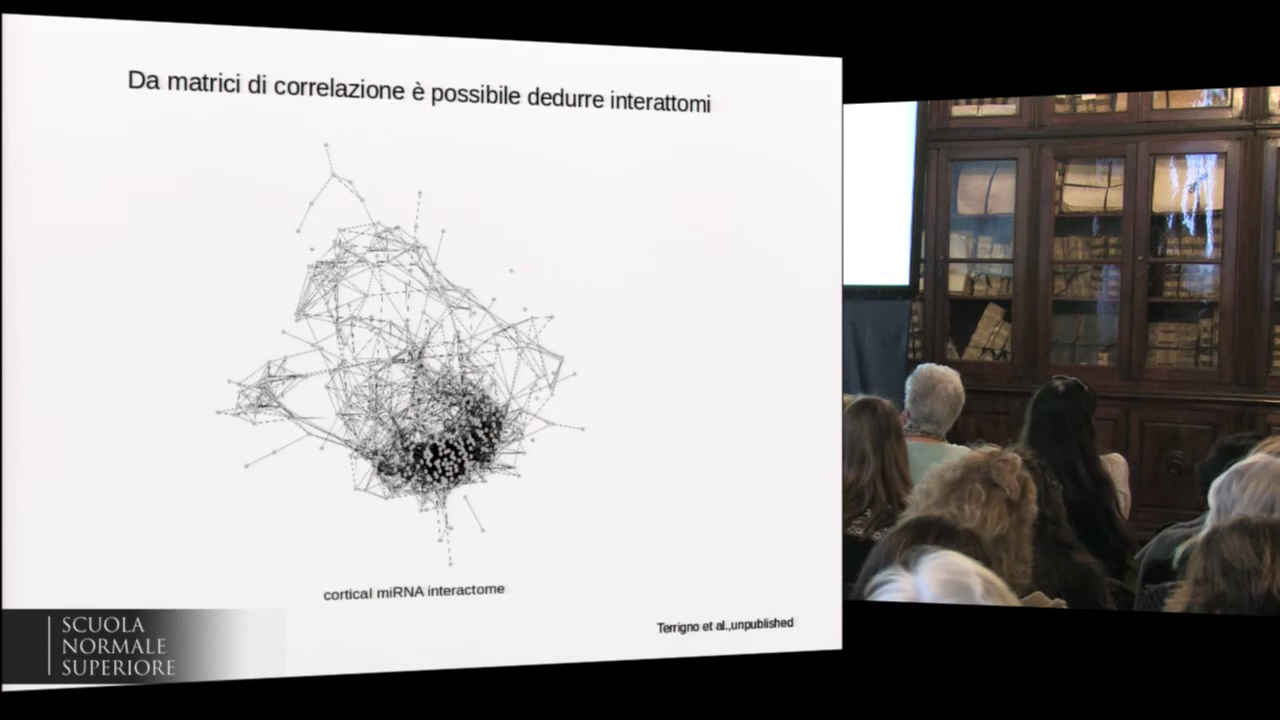 Da matrici di correlazione è possibile dedurre interattomi
cortical miRNA interactome
Terrigno et al.,unpublished
SCUOLA
NORMALE
SUPERIORE